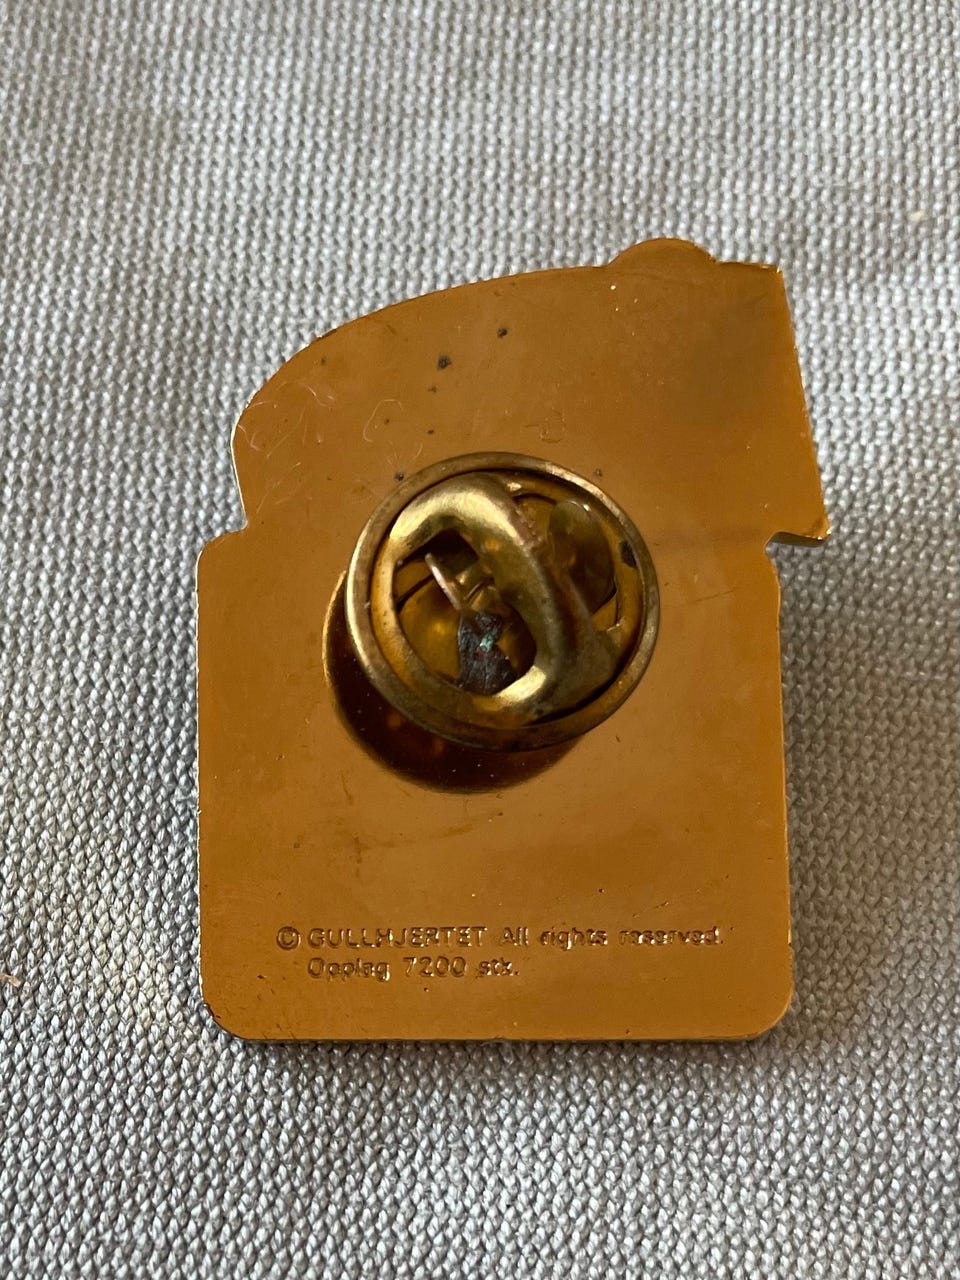 © GULLHJERTET All rights reserved.
Opplag 7200 stk.